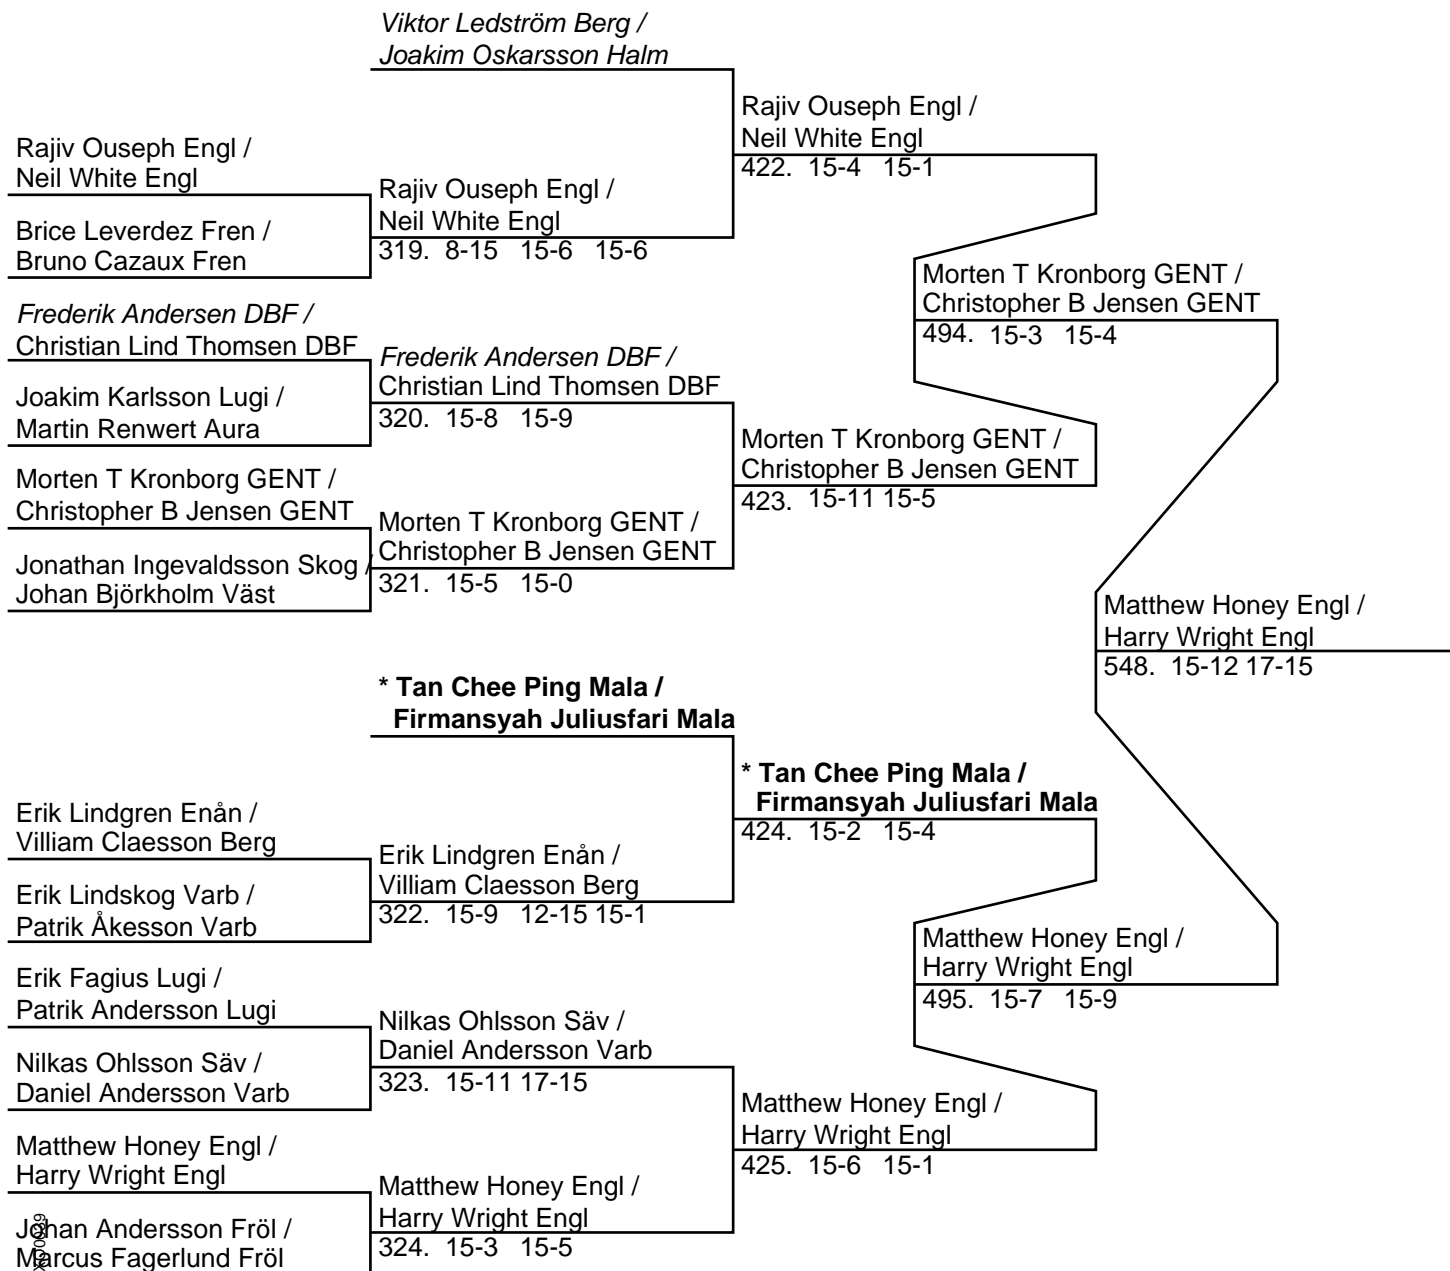 Viktor Ledström Berg /
Joakim Oskarsson Halm
Rajiv Ouseph Engl /
Neil White Engl
422. 15-4 15-1
Rajiv Ouseph Engl /
Neil White Engl
Rajiv Ouseph Engl /
Neil White Engl
319. 8-15 15-6 15-6
Brice Leverdez Fren /
Bruno Cazaux Fren
Morten T Kronborg GENT /
Christopher B Jensen GENT
494. 15-3 15-4
Frederik Andersen DBF /
Christian Lind Thomsen DBF
Frederik Andersen DBF /
Christian Lind Thomsen DBF
320. 15-8 15-9
Joakim Karlsson Lugi /
Martin Renwert Aura
Morten T Kronborg GENT /
Christopher B Jensen GENT
423. 15-11 15-5
Morten T Kronborg GENT /
Christopher B Jensen GENT
Morten T Kronborg GENT /
Christopher B Jensen GENT
321. 15-5 15-0
Jonathan Ingevaldsson Skog /
Johan Björkholm Väst
Matthew Honey Engl /
Harry Wright Engl
548. 15-12 17-15
* Tan Chee Ping Mala /
Firmansyah Juliusfari Mala
* Tan Chee Ping Mala /
Firmansyah Juliusfari Mala
424. 15-2 15-4
Erik Lindgren Enån /
Villiam Claesson Berg
Erik Lindgren Enån /
Villiam Claesson Berg
322. 15-9 12-15 15-1
Erik Lindskog Varb /
Patrik Åkesson Varb
Matthew Honey Engl /
Harry Wright Engl
495. 15-7 15-9
Erik Fagius Lugi /
Patrik Andersson Lugi
Nilkas Ohlsson Säv /
Daniel Andersson Varb
323. 15-11 17-15
Nilkas Ohlsson Säv /
Daniel Andersson Varb
Matthew Honey Engl /
Harry Wright Engl
425. 15-6 15-1
Matthew Honey Engl /
Harry Wright Engl
Matthew Honey Engl /
Harry Wright Engl
324. 15-3 15-5
Johan Andersson Fröl /
Marcus Fagerlund Fröl